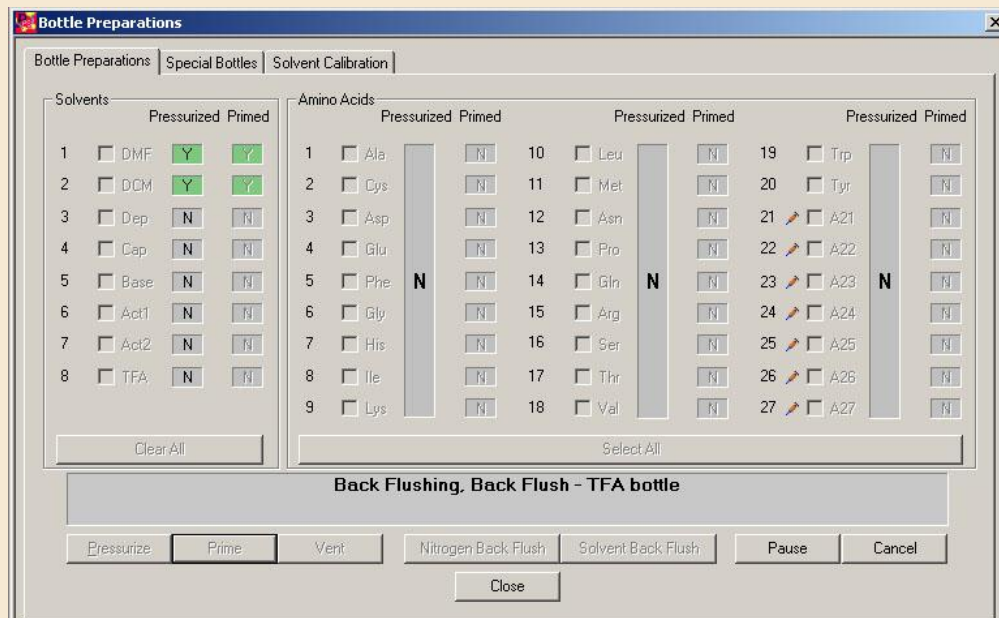 Bottle Preparations
Bottle Preparations Special Bottles Solvent Calibration
Solvents Amino Acids
Pressurized Primed Pressurized Primed Pressurized Primed Pressurized Primed
1 DMF Y Y 1 Ala N 10 Leu N 19 Trp N
2 DCM Y Y 2 Cys N 11 Met N 20 Tyr N
3 Dep N N 3 Asp N 12 Asn N 21 A21 N
4 Cap N N 4 Glu N 13 Pro N 22 A22 N
5 Base N N 5 Phe N N 14 Gln N N 23 A23 N N
6 Act1 N N 6 Gly N 15 Arg N 24 A24 N
7 Act2 N N 7 His N 16 Ser N 25 A25 N
8 TFA N N 8 Ile N 17 Thr N 26 A26 N
9 Lys N 18 Val N 27 A27 N
Clear All Select All
Back Flushing, Back Flush - TFA bottle
Pressurize Prime Vent Nitrogen Back Flush Solvent Back Flush Pause Cancel
Close